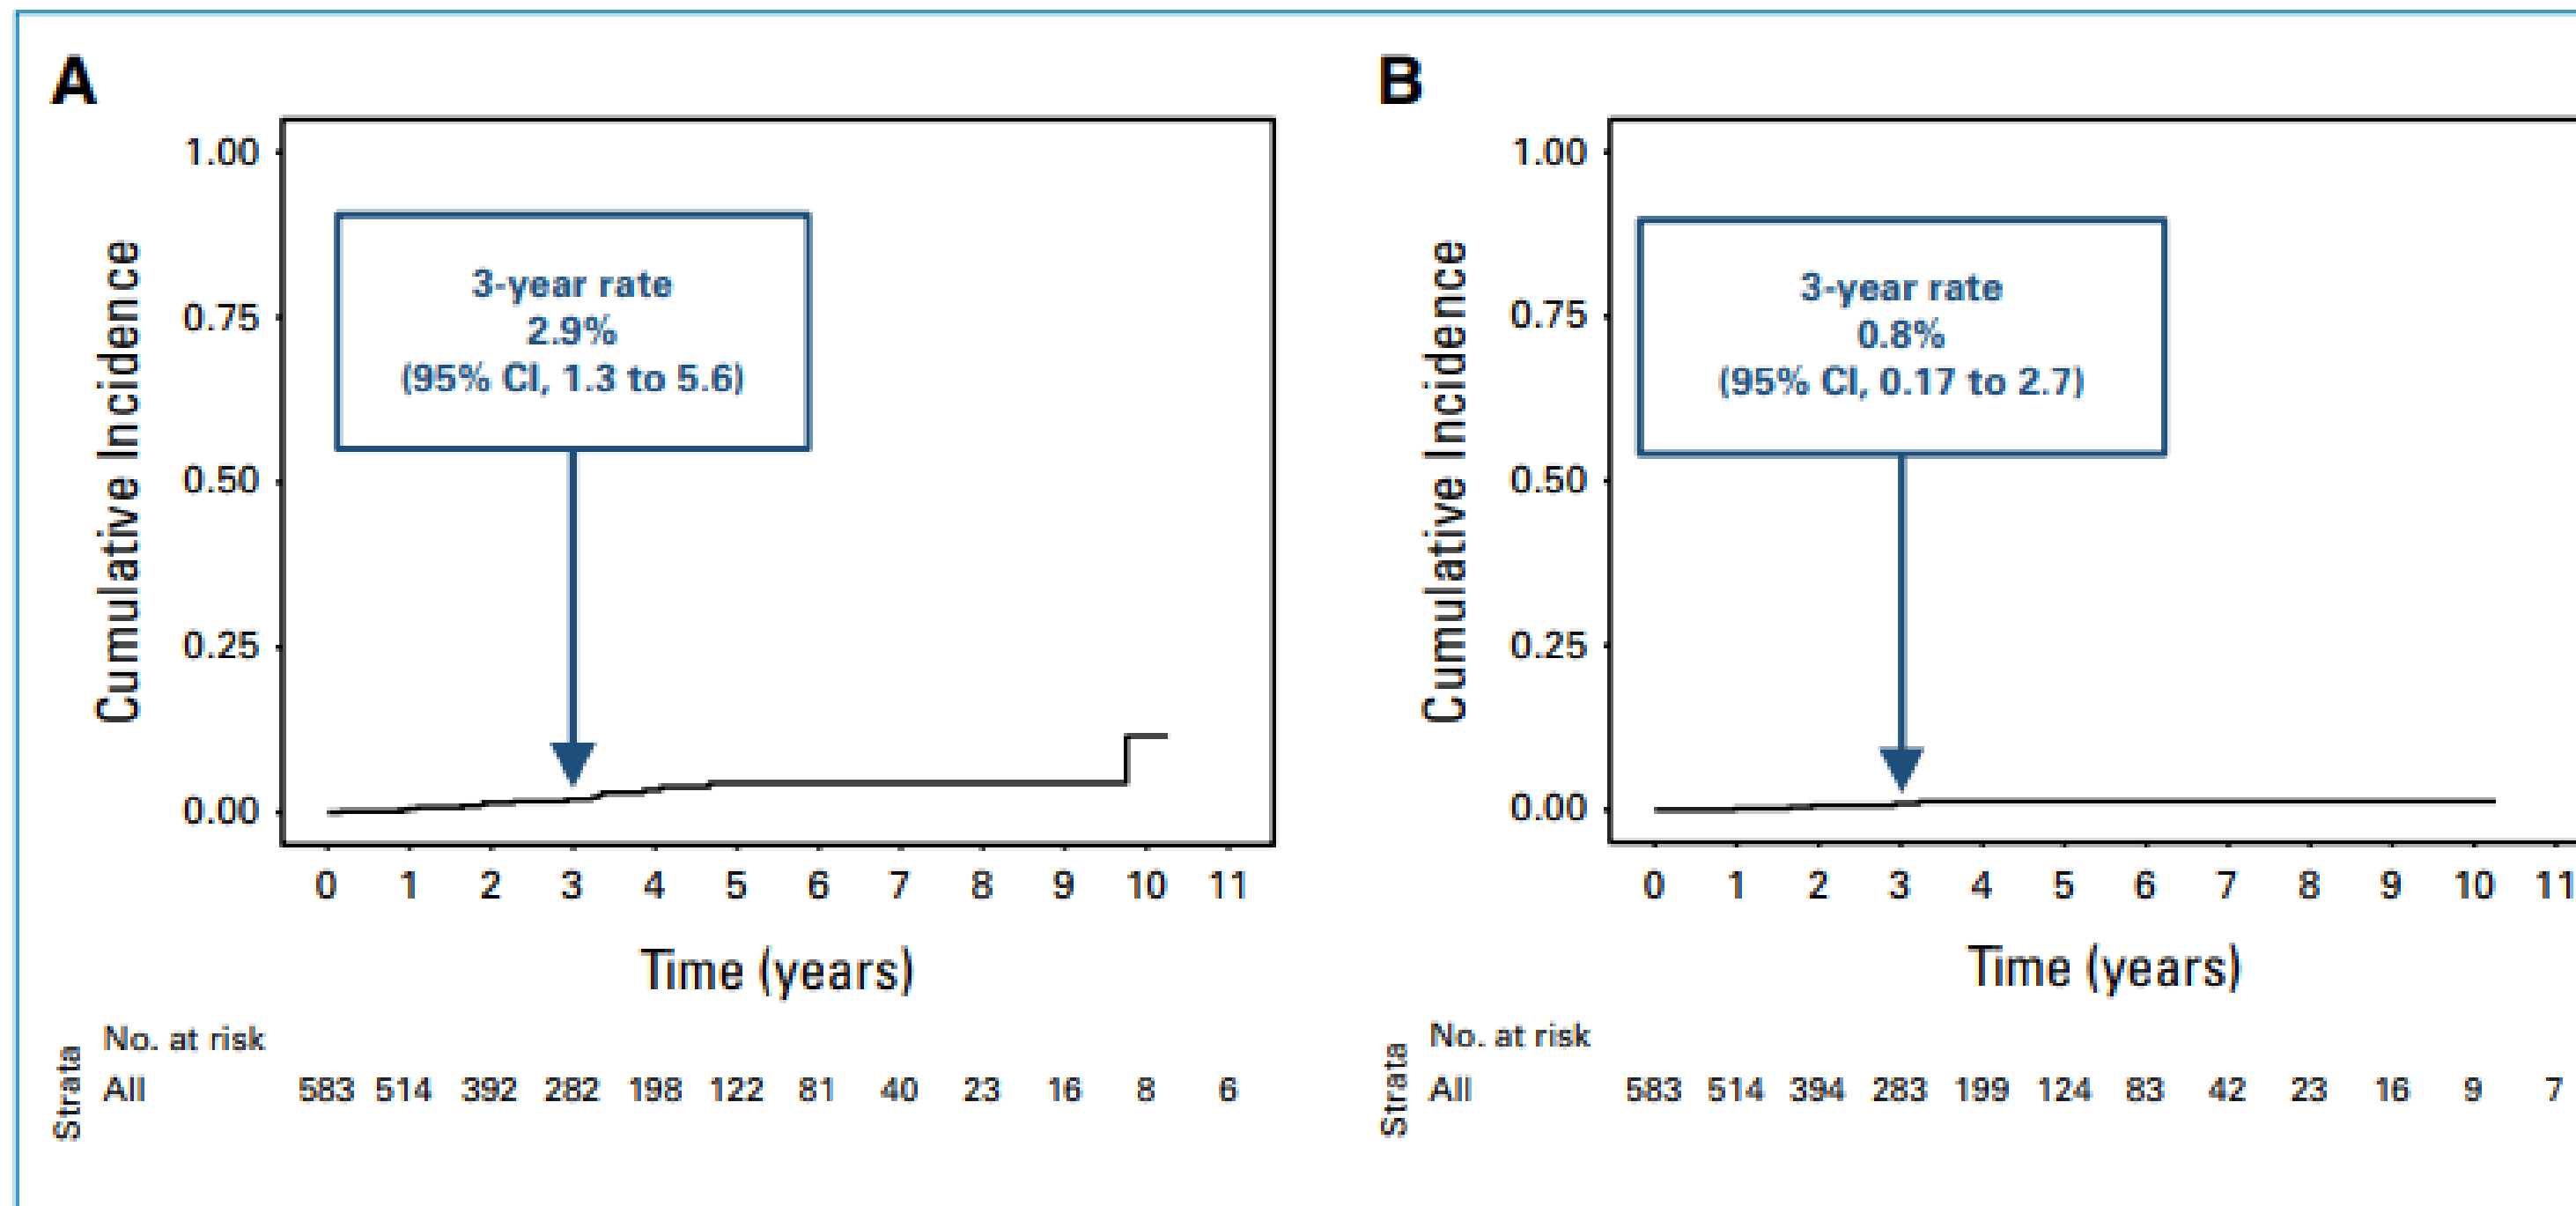 A
1.00
0.75
0.50
0.25
0.00
Cumulative Incidence
3-year rate
2.9%
(95% CI, 1.3 to 5.6)
0 1 2 3 4 5 6 7 8 9 10 11
Time (years)
No. at risk
Strata
All 583 514 392 282 198 122 81 40 23 16 8 6
B
1.00
0.75
0.50
0.25
0.00
Cumulative Incidence
3-year rate
0.8%
(95% CI, 0.17 to 2.7)
0 1 2 3 4 5 6 7 8 9 10 11
Time (years)
No. at risk
Strata
All 583 514 394 283 199 124 83 42 23 16 9 7